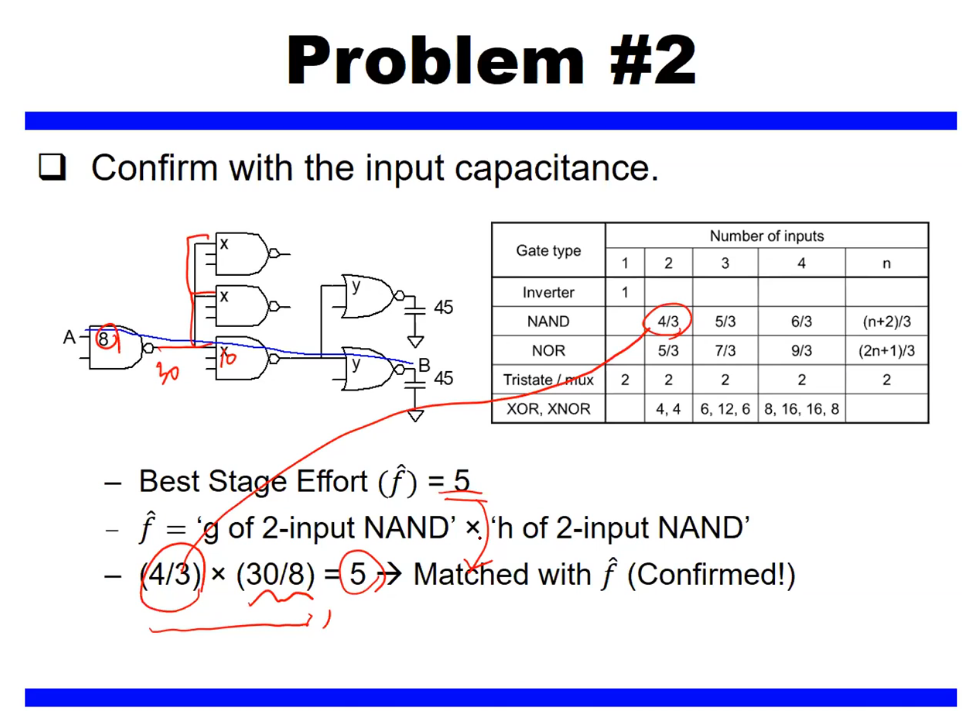 Problem #2
❑ Confirm with the input capacitance.
x
x
A
8
30
10
y
45
y
B
45
Gate type Number of inputs
1 2 3 4 n
Inverter 1
NAND 4/3 5/3 6/3 (n+2)/3
NOR 5/3 7/3 9/3 (2n+1)/3
Tristate / mux 2 2 2 2 2
XOR, XNOR 4, 4 6, 12, 6 8, 16, 16, 8
– Best Stage Effort (f̂) = 5
– f̂ = ‘g of 2-input NAND’ × ‘h of 2-input NAND’
– (4/3) × (30/8) = 5 → Matched with f̂ (Confirmed!)